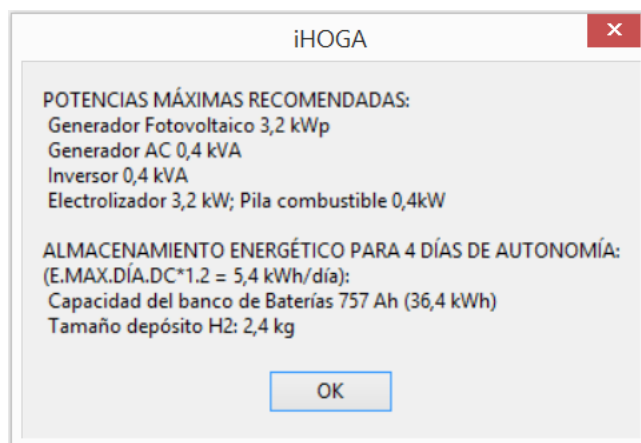 iHOGA
POTENCIAS MÁXIMAS RECOMENDADAS:
Generador Fotovoltaico 3,2 kWp
Generador AC 0,4 kVA
Inversor 0,4 kVA
Electrolizador 3,2 kW; Pila combustible 0,4kW
ALMACENAMIENTO ENERGÉTICO PARA 4 DÍAS DE AUTONOMÍA:
(E.MAX.DÍA.DC*1.2 = 5,4 kWh/día):
Capacidad del banco de Baterías 757 Ah (36,4 kWh)
Tamaño depósito H2: 2,4 kg
OK